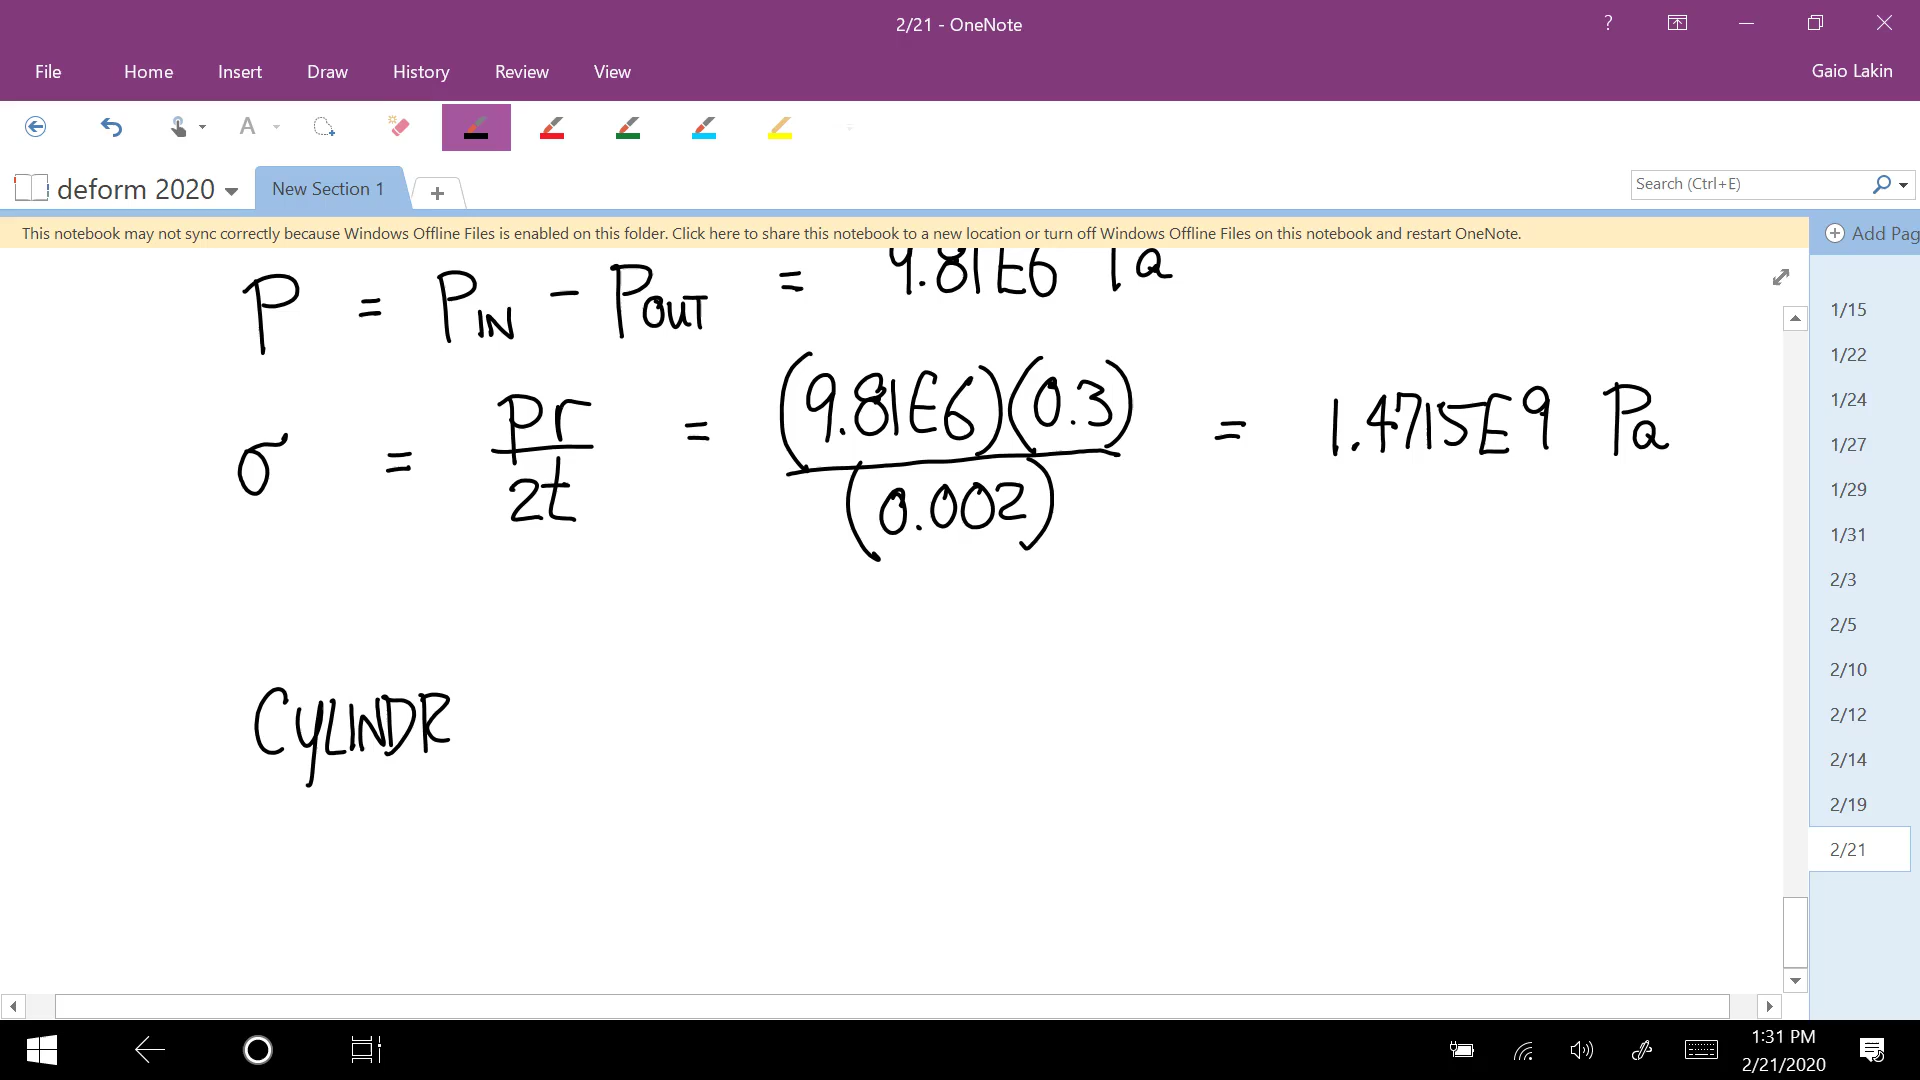 2/21 - OneNote
?
File Home Insert Draw History Review View
Gaio Lakin
A
deform 2020
New Section 1
+
Search (Ctrl+E)
This notebook may not sync correctly because Windows Offline Files is enabled on this folder. Click here to share this notebook to a new location or turn off Windows Offline Files on this notebook and restart OneNote.
Add Pag
P = PIN - POUT = 9.81E6 Pa
σ = pr/2t = (9.81E6)(0.3)/(0.002) = 1.4715E9 Pa
CYLINDR
1/15
1/22
1/24
1/27
1/29
1/31
2/3
2/5
2/10
2/12
2/14
2/19
2/21
1:31 PM
2/21/2020